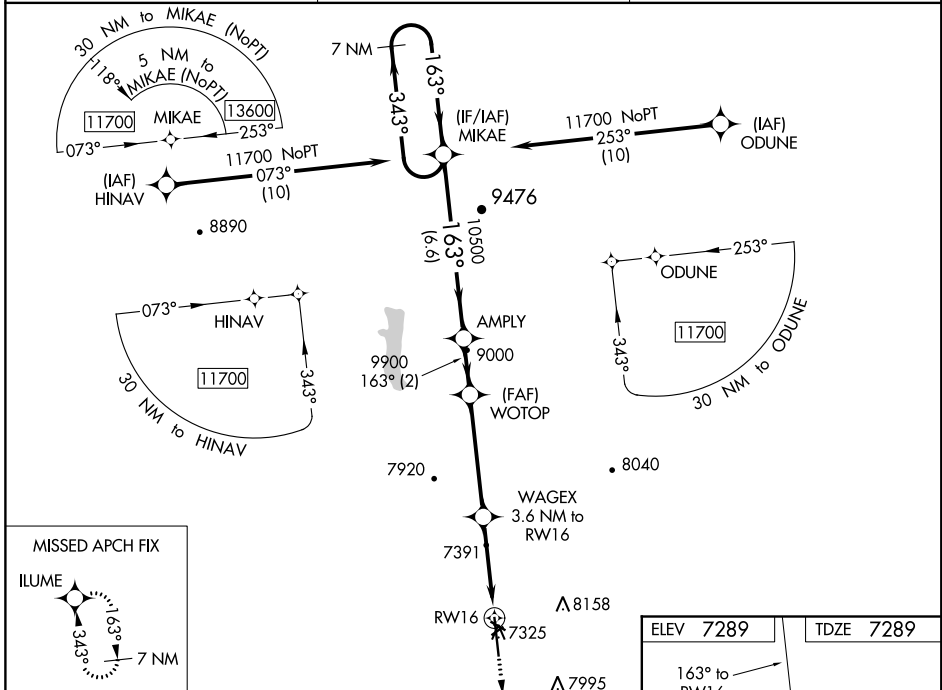 30 NM to MIKAE (NoPT)
5 NM to
MIKAE (NoPT)
118°
11700
MIKAE
13600
073°
253°
7 NM
163°
343°
(IF/IAF)
MIKAE
11700 NoPT
253°
(10)
(IAF)
ODUNE
11700 NoPT
073°
(10)
(IAF)
HINAV
8890
9476
10500
163°
(6.6)
073°
HINAV
11700
343°
30 NM to HINAV
253°
ODUNE
11700
343°
30 NM to ODUNE
AMPLY
9000
9900
163° (2)
(FAF)
WOTOP
7920
8040
WAGEX
3.6 NM to
RW16
7391
MISSED APCH FIX
ILUME
163°
343°
7 NM
RW16
7325
8158
7995
ELEV 7289
TDZE 7289
163° to
RW16